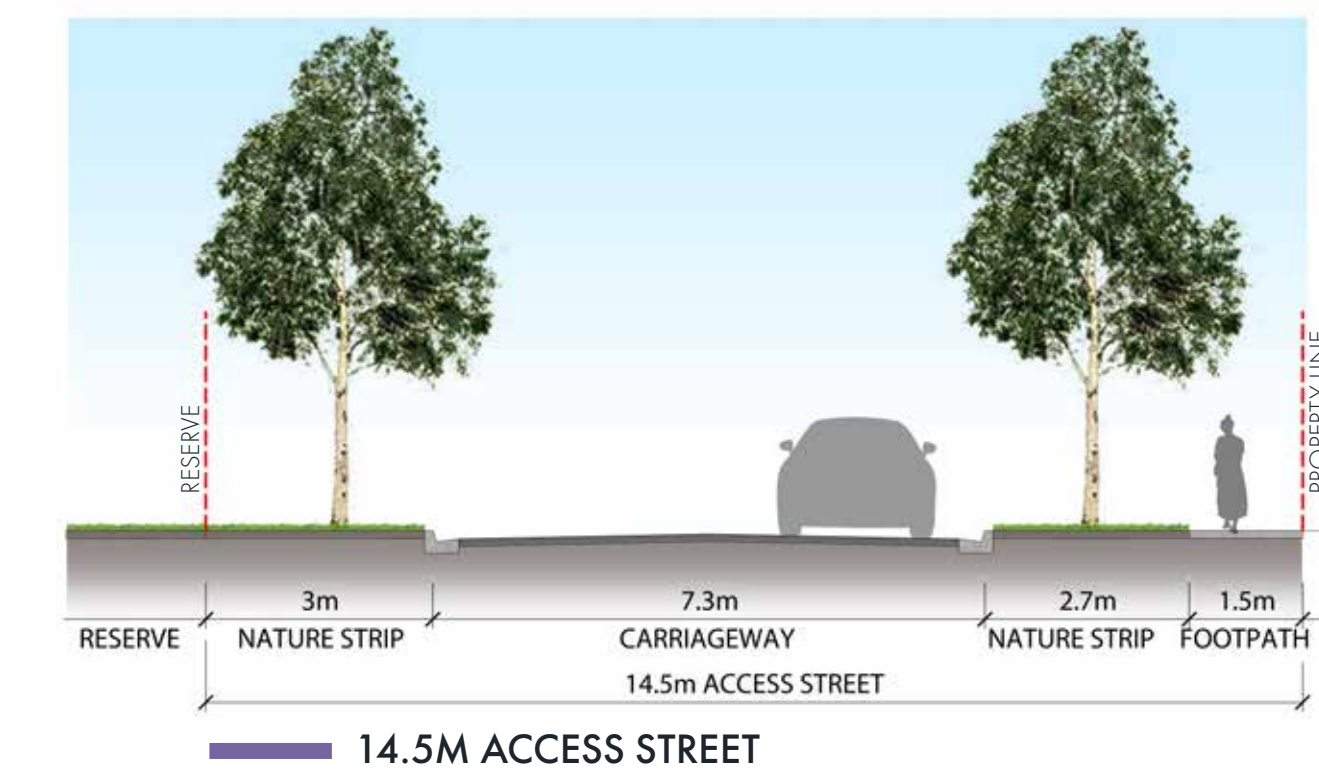 RESERVE
PROPERTY LINE
3m 7.3m 2.7m 1.5m
RESERVE NATURE STRIP CARRIAGEWAY NATURE STRIP FOOTPATH
14.5m ACCESS STREET
14.5M ACCESS STREET